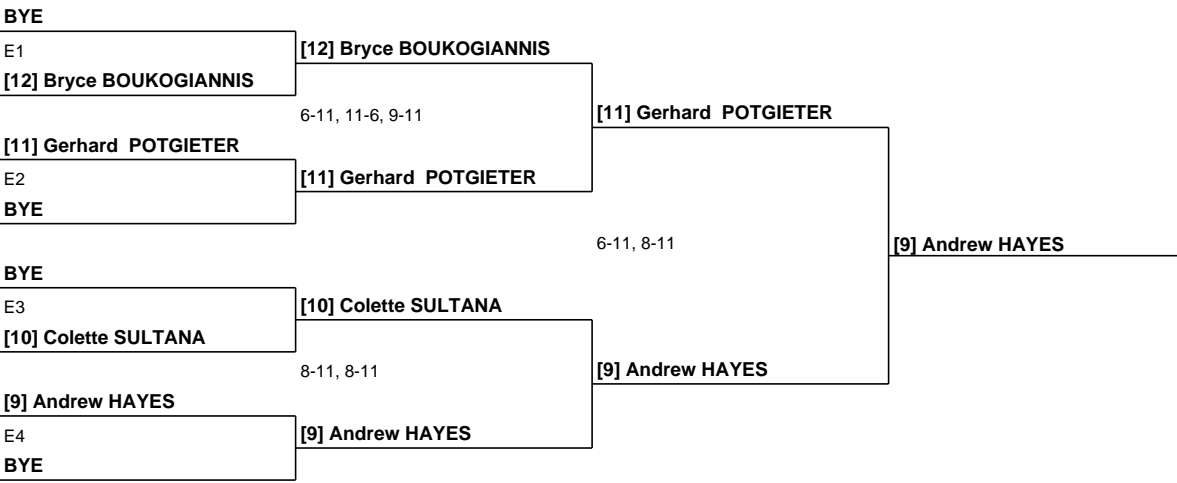 BYE
E1
[12] Bryce BOUKOGIANNIS
[12] Bryce BOUKOGIANNIS
6-11, 11-6, 9-11
[11] Gerhard POTGIETER
[11] Gerhard POTGIETER
E2
[11] Gerhard POTGIETER
BYE
6-11, 8-11
[9] Andrew HAYES
BYE
E3
[10] Colette SULTANA
[10] Colette SULTANA
8-11, 8-11
[9] Andrew HAYES
[9] Andrew HAYES
E4
[9] Andrew HAYES
BYE